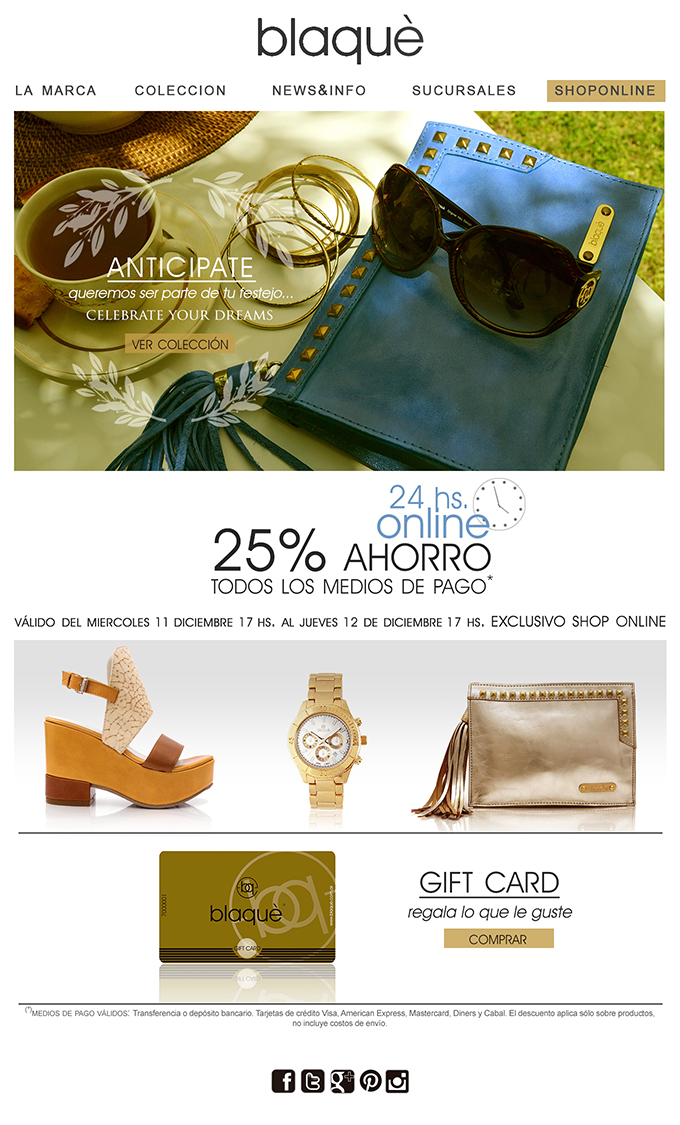 blaquè
LA MARCA COLECCION NEWS&INFO SUCURSALES SHOPONLINE
blaquè
ANTICIPATE
queremos ser parte de tu festejo...
CELEBRATE YOUR DREAMS
VER COLECCIÓN
24 hs.
online
25% AHORRO
TODOS LOS MEDIOS DE PAGO*
VÁLIDO DEL MIERCOLES 11 DICIEMBRE 17 HS. AL JUEVES 12 DE DICIEMBRE 17 HS. EXCLUSIVO SHOP ONLINE
blaquè
GIFT CARD
GIFT CARD
regala lo que le guste
COMPRAR
(*)MEDIOS DE PAGO VÁLIDOS: Transferencia o depósito bancario. Tarjetas de crédito Visa, American Express, Mastercard, Diners y Cabal. El descuento aplica sólo sobre productos,
no incluye costos de envío.